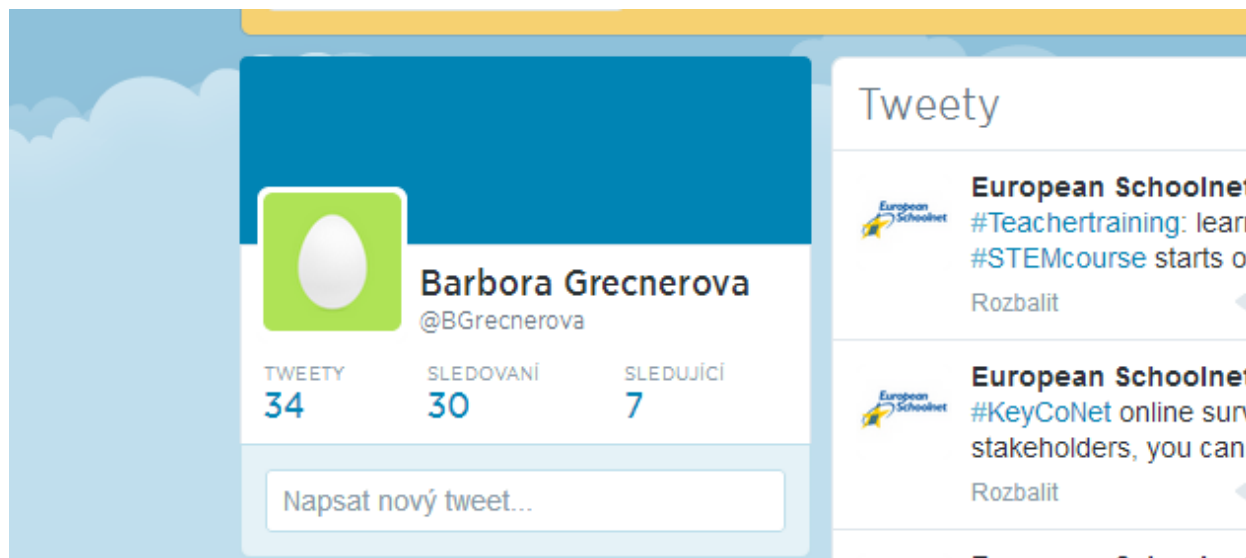 Barbora Grecnerova
@BGrecnerova
TWEETY SLEDOVANÍ SLEDUJÍCÍ
34 30 7
Napsat nový tweet...
Tweety
European Schoolnet
European Schoolnet
#Teachertraining: learn
#STEMcourse starts o
Rozbalit
European Schoolnet
European Schoolnet
#KeyCoNet online surv
stakeholders, you can
Rozbalit